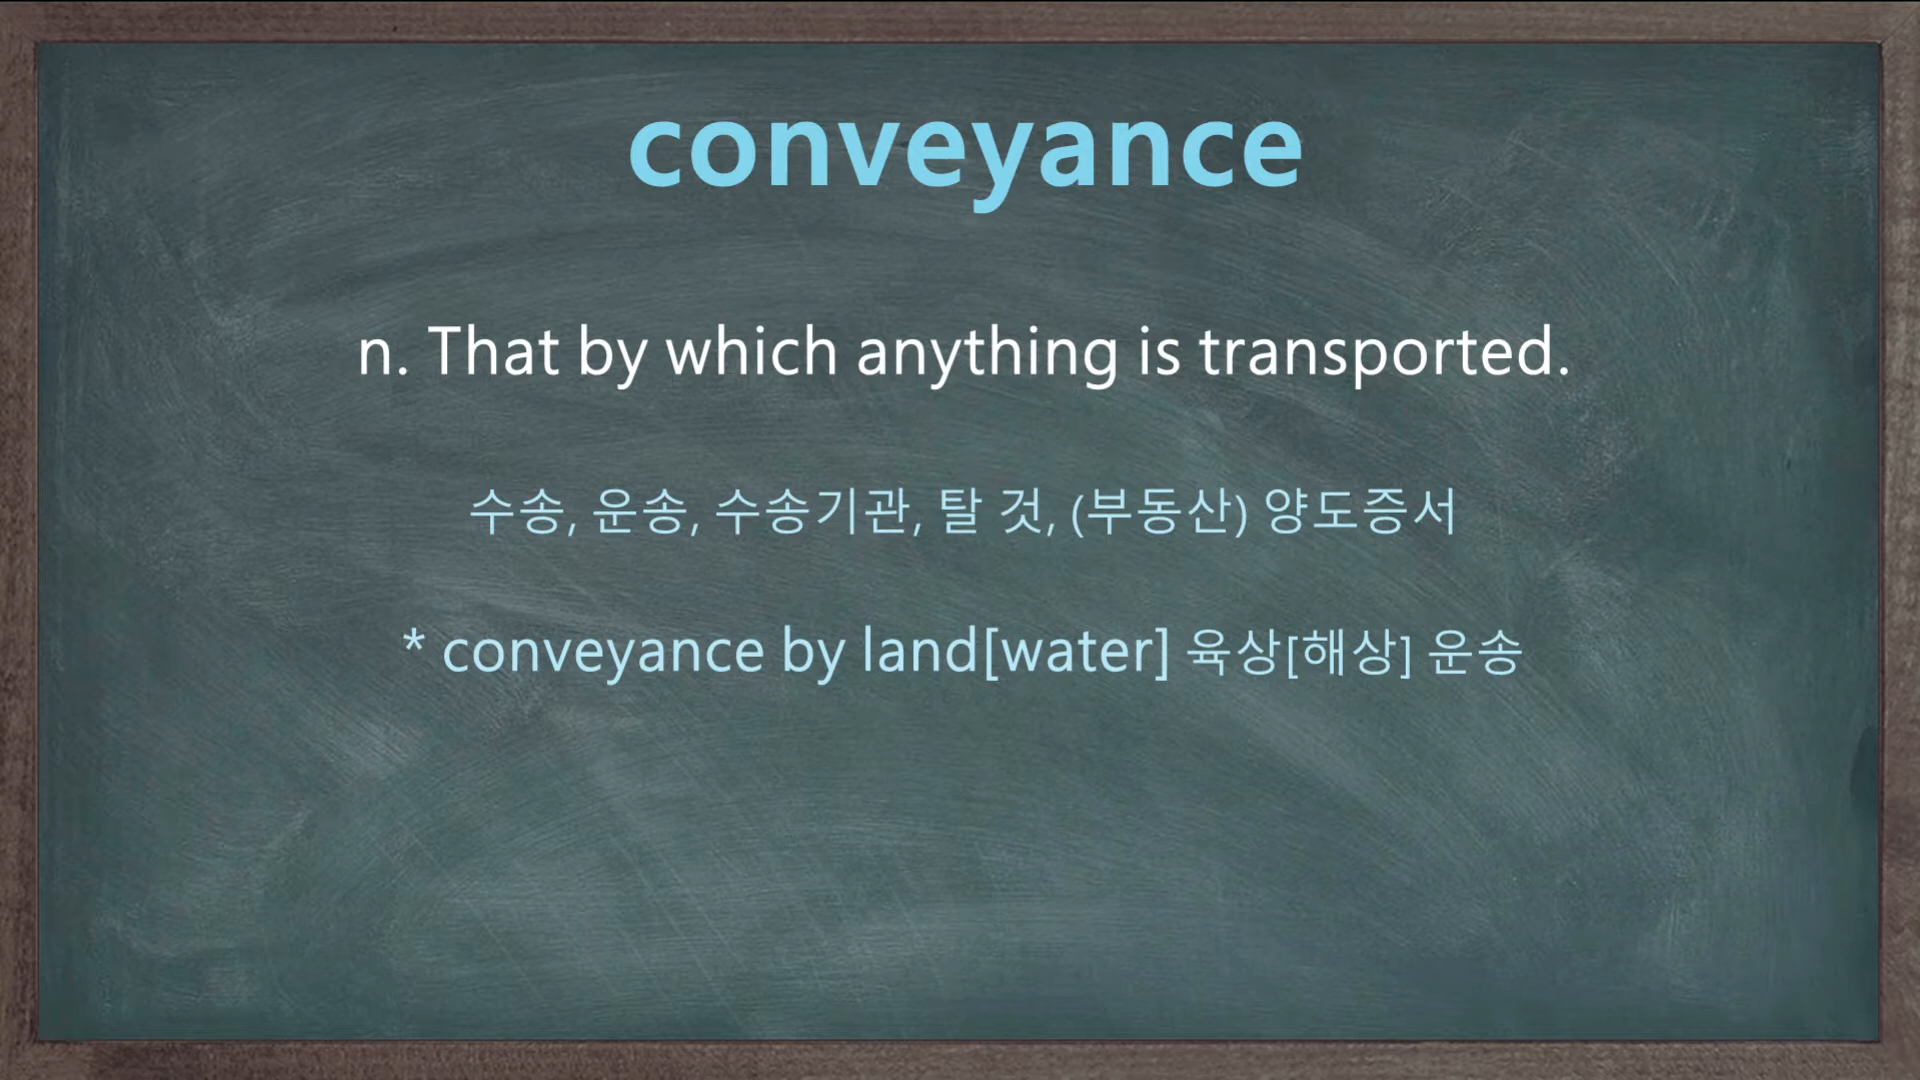 conveyance
n. That by which anything is transported.
수송, 운송, 수송기관, 탈 것, (부동산) 양도증서
* conveyance by land[water] 육상[해상] 운송